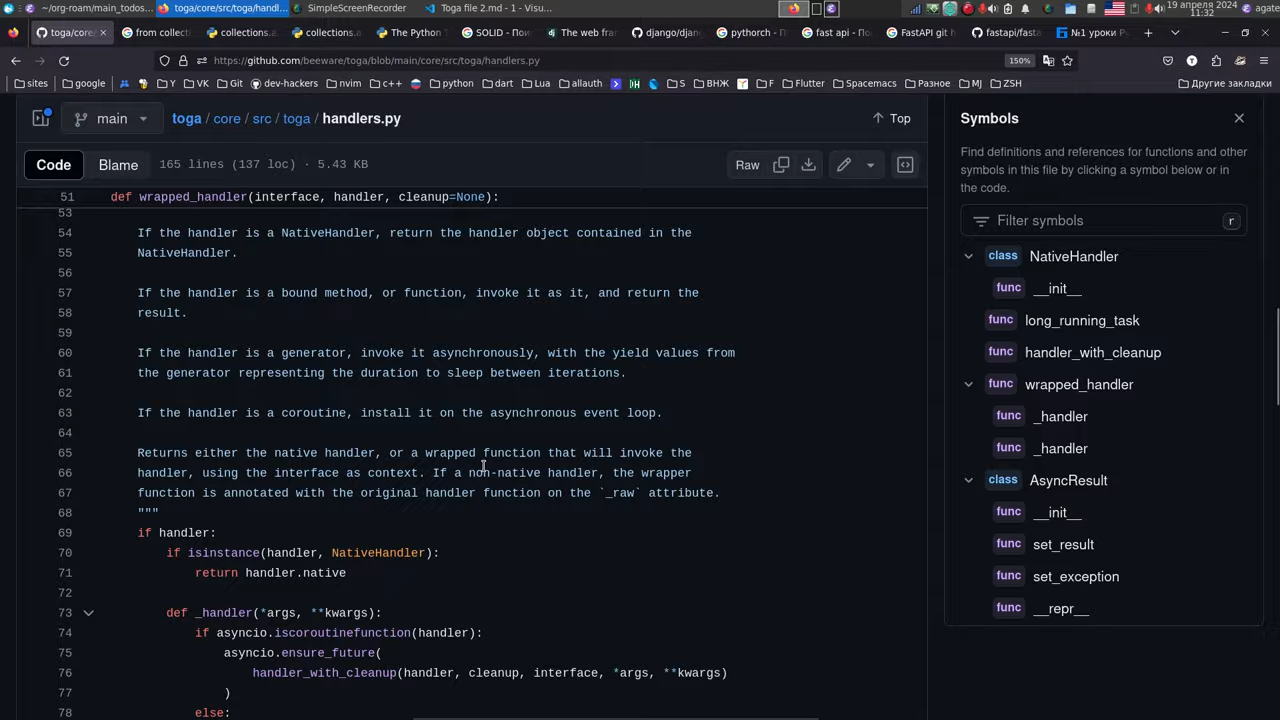 ~/org-roam/main_todos...
toga/core/src/toga/handl...
SimpleScreenRecorder
Toga file 2.md - 1 - Visu...
19 апреля 2024
11:32
agate
toga/core/
from collecti
collections.a
collections.a
The Python T
SOLID - Пои
The web fran
django/djan
pytorch - П
fast api - По
FastAPI git h
fastapi/fasta
№1 уроки P
https://github.com/beeware/toga/blob/main/core/src/toga/handlers.py
150%
sites
google
Y
VK
Git
dev-hackers
nvim
c++
python
dart
Lua
allauth
S
ВНЖ
F
Flutter
Spacemacs
Разное
MJ
ZSH
Другие закладки
main
toga / core / src / toga / handlers.py
Top
Code
Blame
165 lines (137 loc) · 5.43 KB
Raw
51 def wrapped_handler(interface, handler, cleanup=None):
53
54 If the handler is a NativeHandler, return the handler object contained in the
55 NativeHandler.
56
57 If the handler is a bound method, or function, invoke it as it, and return the
58 result.
59
60 If the handler is a generator, invoke it asynchronously, with the yield values from
61 the generator representing the duration to sleep between iterations.
62
63 If the handler is a coroutine, install it on the asynchronous event loop.
64
65 Returns either the native handler, or a wrapped function that will invoke the
66 handler, using the interface as context. If a non-native handler, the wrapper
67 function is annotated with the original handler function on the `_raw` attribute.
68 """
69 if handler:
70 if isinstance(handler, NativeHandler):
71 return handler.native
72
73 def _handler(*args, **kwargs):
74 if asyncio.iscoroutinefunction(handler):
75 asyncio.ensure_future(
76 handler_with_cleanup(handler, cleanup, interface, *args, **kwargs)
77 )
78 else:
Symbols
Find definitions and references for functions and other
symbols in this file by clicking a symbol below or in
the code.
Filter symbols
r
class NativeHandler
func __init__
func long_running_task
func handler_with_cleanup
func wrapped_handler
func _handler
func _handler
class AsyncResult
func __init__
func set_result
func set_exception
func __repr__